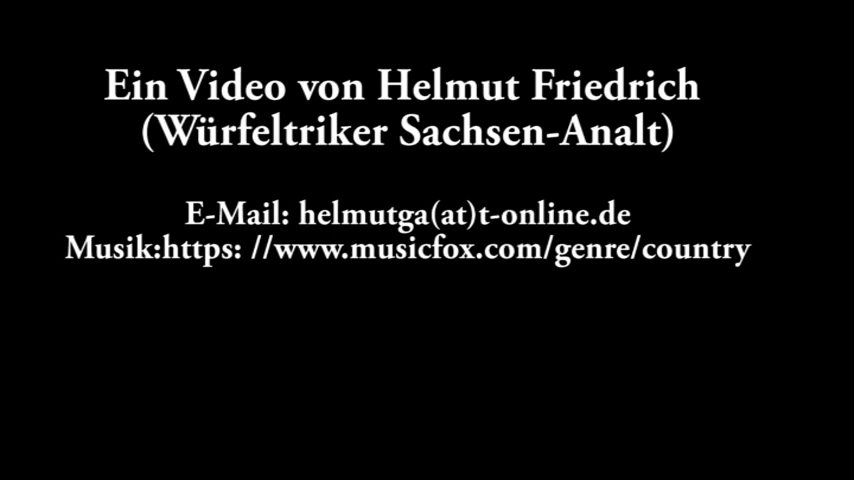 Ein Video von Helmut Friedrich
(Würfeltriker Sachsen-Analt)
E-Mail: helmutga(at)t-online.de
Musik:https: //www.musicfox.com/genre/country